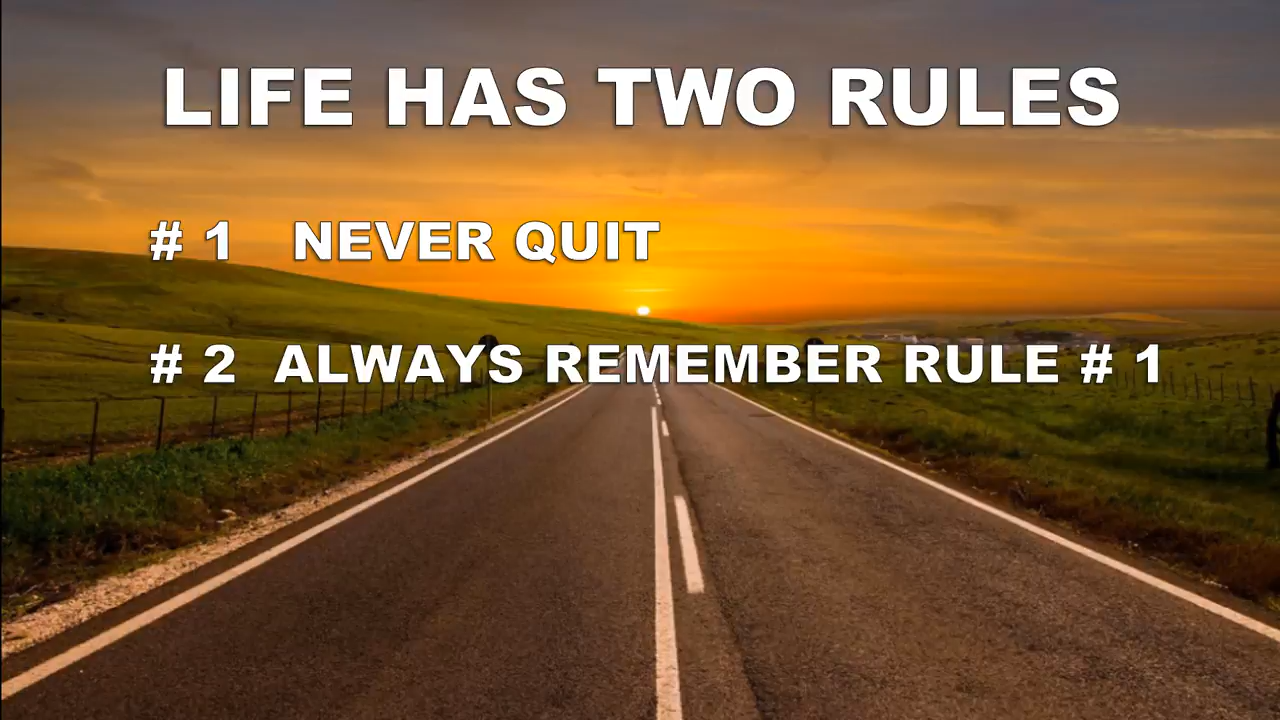 LIFE HAS TWO RULES
# 1 NEVER QUIT
# 2 ALWAYS REMEMBER RULE # 1